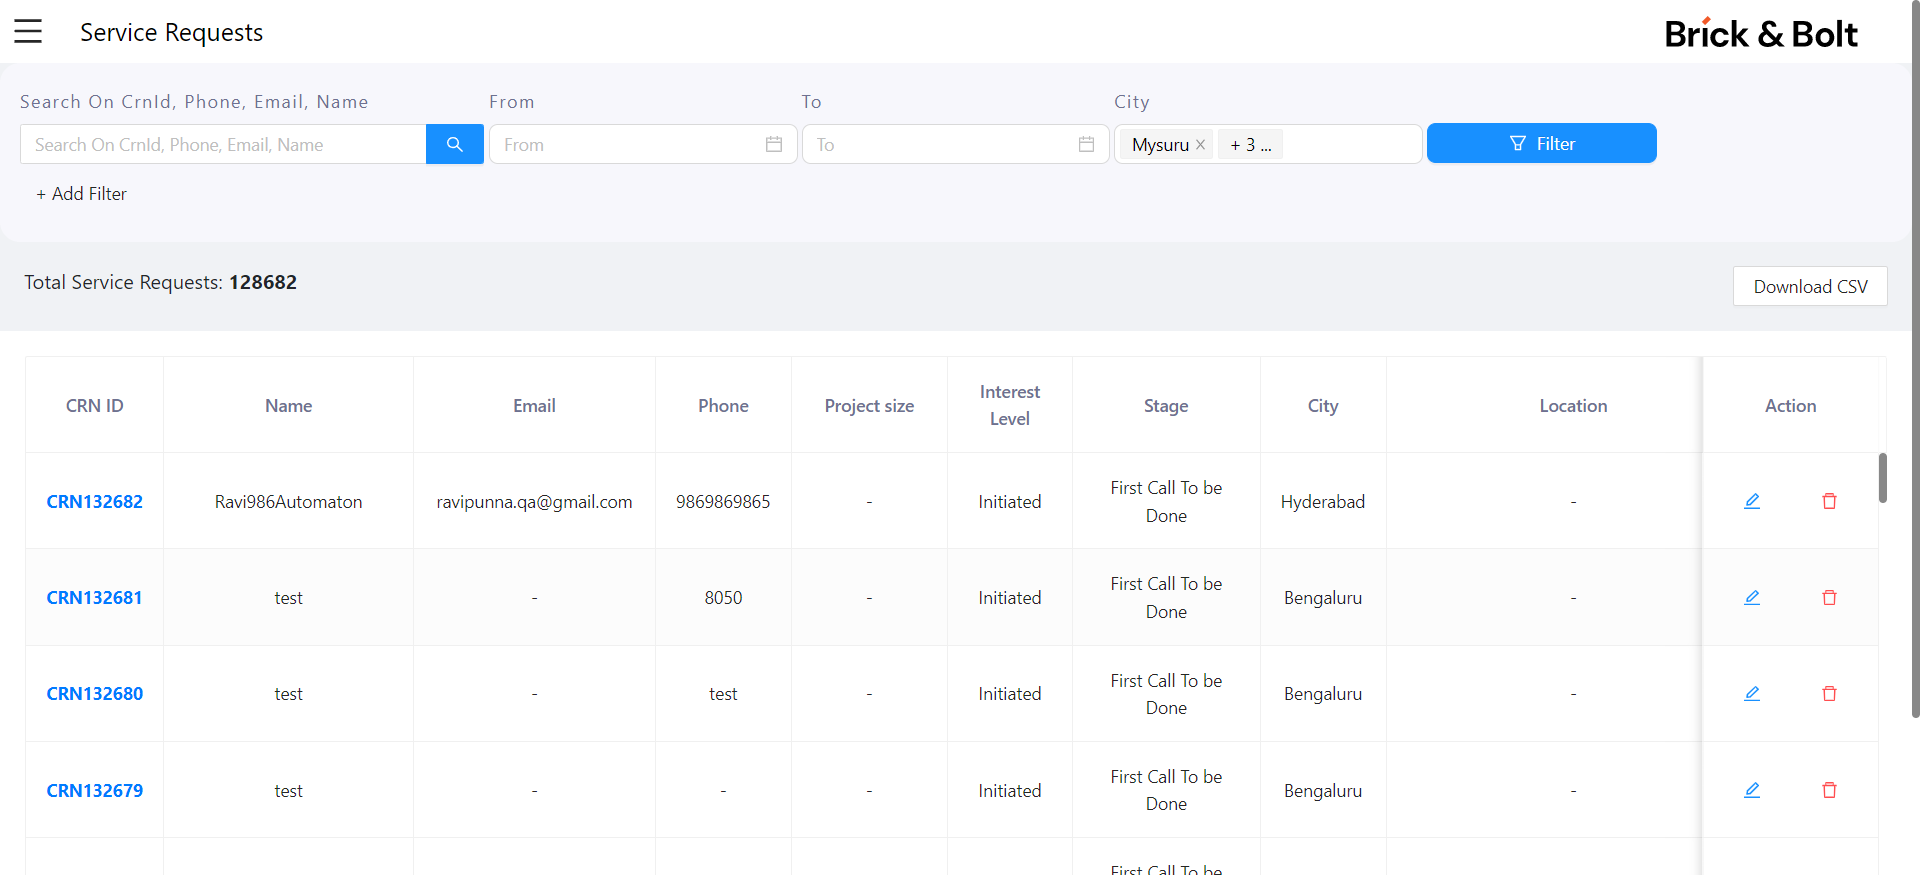 Service Requests
Brick & Bolt
Search On CrnId, Phone, Email, Name
From
To
City
Search On CrnId, Phone, Email, Name
From
To
Mysuru
+ 3 ...
Filter
+ Add Filter
Total Service Requests: 128682
Download CSV
CRN ID
Name
Email
Phone
Project size
Interest
Level
Stage
City
Location
Action
CRN132682
Ravi986Automaton
ravipunna.qa@gmail.com
9869869865
-
Initiated
First Call To be
Done
Hyderabad
-
CRN132681
test
-
8050
-
Initiated
First Call To be
Done
Bengaluru
-
CRN132680
test
-
test
-
Initiated
First Call To be
Done
Bengaluru
-
CRN132679
test
-
-
-
Initiated
First Call To be
Done
Bengaluru
-
First Call To be